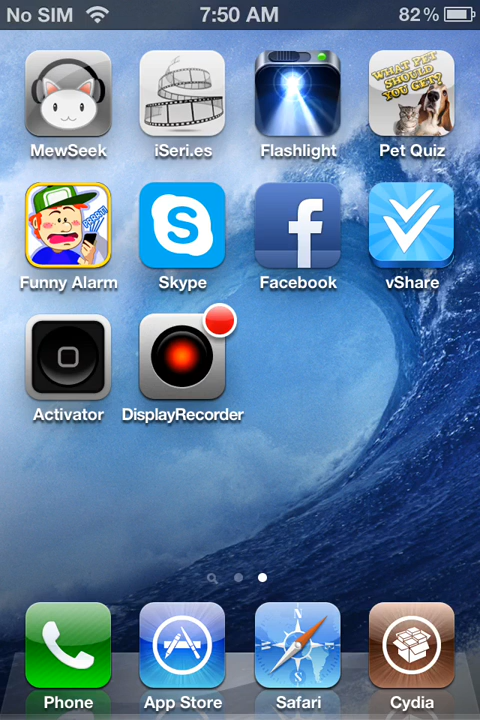 No SIM 7:50 AM 82%
WHAT PET
SHOULD
YOU GET?
MewSeek iSeri.es Flashlight Pet Quiz
Funny Alarm Skype Facebook vShare
Activator DisplayRecorder
Phone App Store Safari Cydia